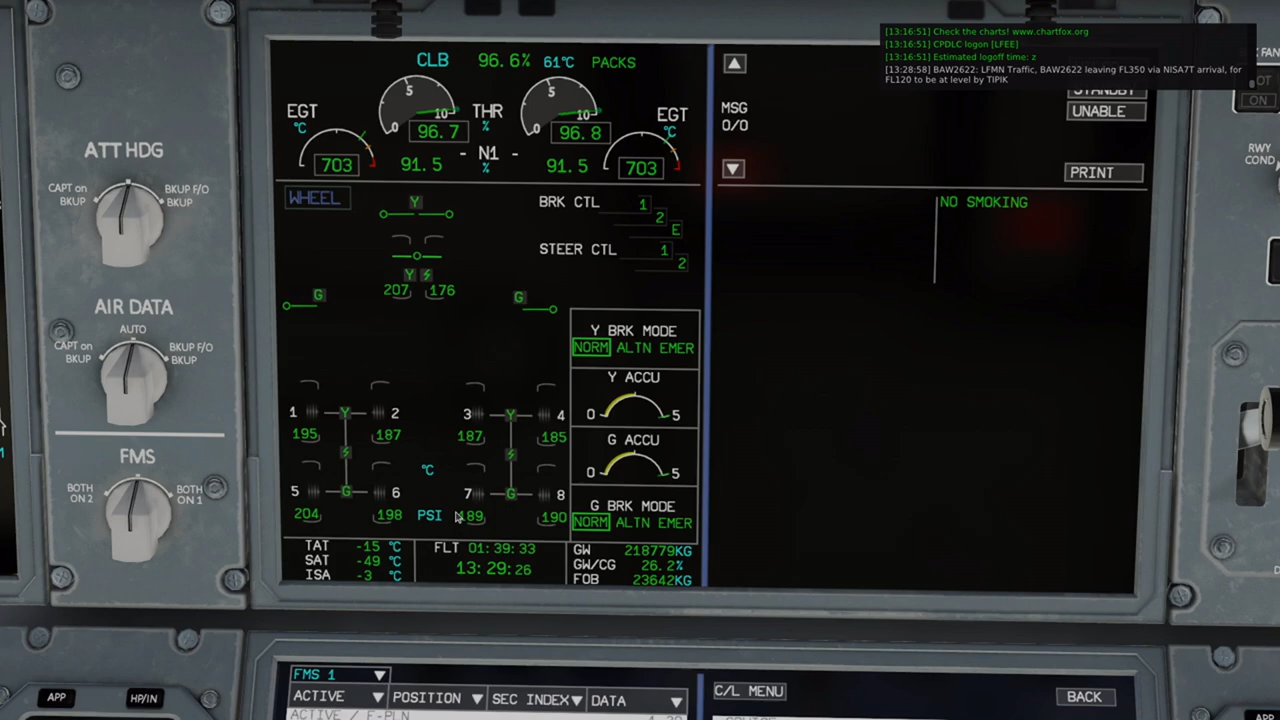 [13:16:51] Check the charts! www.chartfox.org
[13:16:51] CPDLC logon [LFEE]
[13:16:51] Estimated logoff time: z
[13:28:58] BAW2622: LFMN Traffic, BAW2622 leaving FL350 via NISA7T arrival, for
FL120 to be at level by TIPIK
CLB 96.6% 61°C PACKS
5 5
EGT °C 0 10 THR % 0 10 EGT °C
96.7 96.8
703 91.5 - N1 - % 91.5 703
MSG
0/0
STANDBY
UNABLE
PRINT
NO SMOKING
WHEEL
Y
BRK CTL 1
2
E
STEER CTL 1
2
Y
207 176
G G
Y BRK MODE
NORM ALTN EMER
Y ACCU
0 5
G ACCU
0 5
G BRK MODE
NORM ALTN EMER
1 Y 2 3 Y 4
195 187 187 185
°C
5 G 6 7 G 8
204 198 PSI 189 190
TAT -15 °C
SAT -49 °C
ISA -3 °C
FLT 01:39:33
13:29:26
GW 218779KG
GW/CG 26.2%
FOB 23642KG
ATT HDG
CAPT on
BKUP
BKUP F/O
BKUP
AIR DATA
AUTO
CAPT on
BKUP
BKUP F/O
BKUP
FMS
BOTH
ON 2
BOTH
ON 1
FAN
ON
RWY
COND
APP HP/IN
FMS 1
ACTIVE POSITION SEC INDEX DATA
ACTIVE / F-PLN
C/L MENU BACK